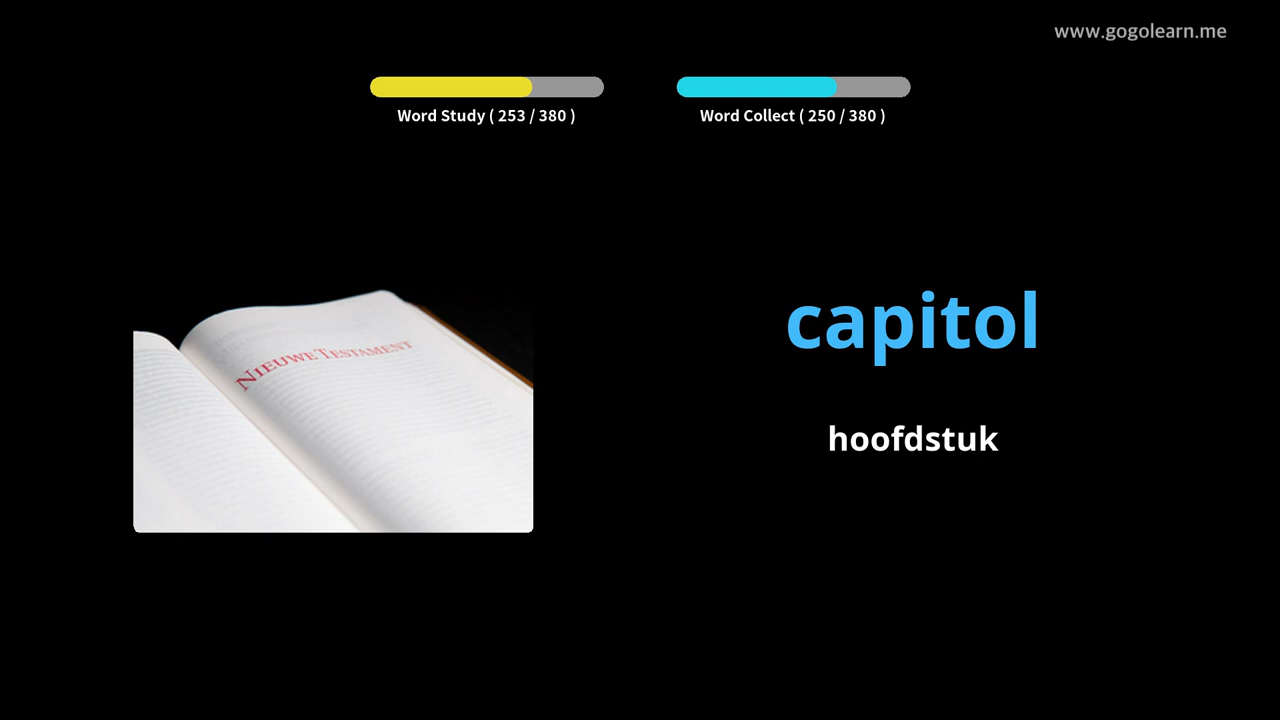 www.gogolearn.me
Word Study ( 253 / 380 )
Word Collect ( 250 / 380 )
NIEUWE TESTAMENT
capitol
hoofdstuk